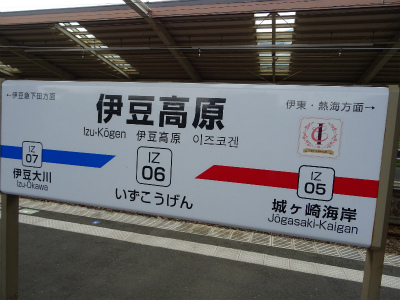 ←伊豆急下田方面
伊東・熱海方面→
伊豆高原
Izu-Kōgen 伊豆高原 이즈코겐
IZ
07
伊豆大川
Izu-Ōkawa
IZ
06
いずこうげん
IZ
05
城ヶ崎海岸
Jōgasaki-Kaigan